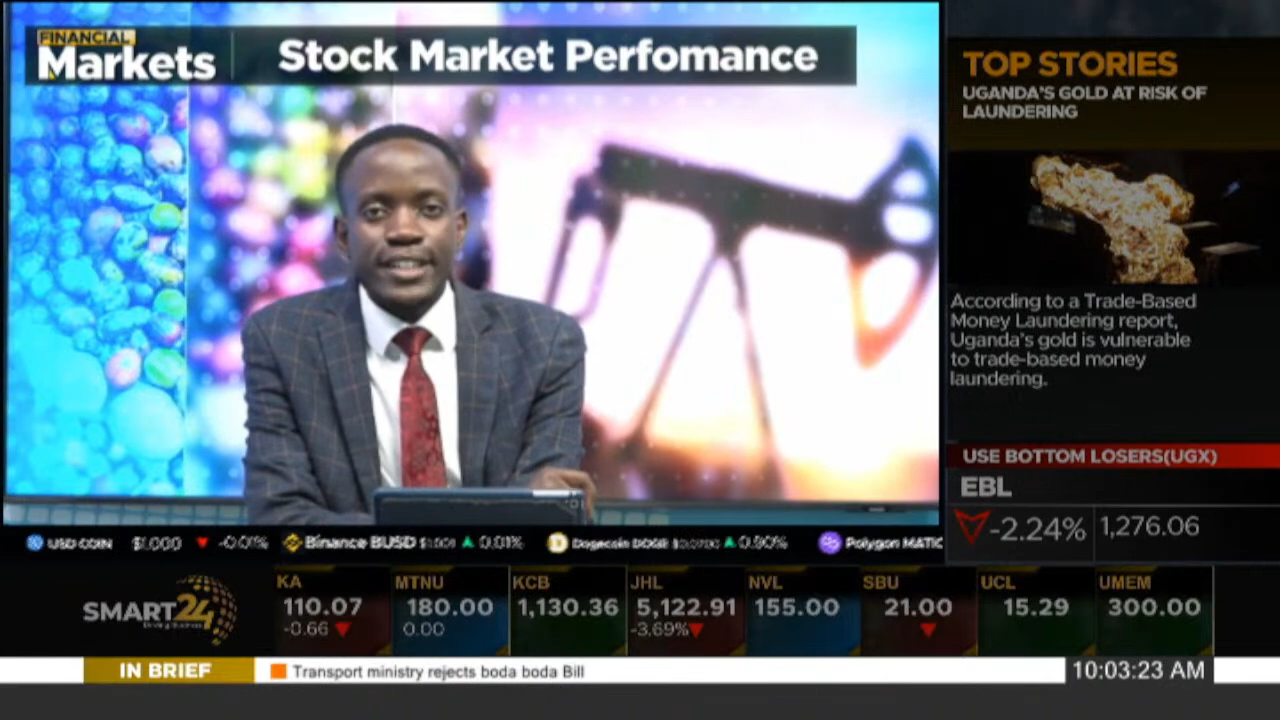 FINANCIAL
Markets
Stock Market Perfomance
TOP STORIES
UGANDA'S GOLD AT RISK OF
LAUNDERING
According to a Trade-Based
Money Laundering report,
Uganda's gold is vulnerable
to trade-based money
laundering.
USE BOTTOM LOSERS(UGX)
EBL
-2.24% 1,276.06
USD COIN $1.000 -0.01% Binance BUSD 0.01% Dogecoin DOGE 0.90% Polygon MATIC
SMART24
KA MTNU KCB JHL NVL SBU UCL UMEM
110.07 180.00 1,130.36 5,122.91 155.00 21.00 15.29 300.00
-0.66 0.00 -3.69%
IN BRIEF Transport ministry rejects boda boda Bill 10:03:23 AM